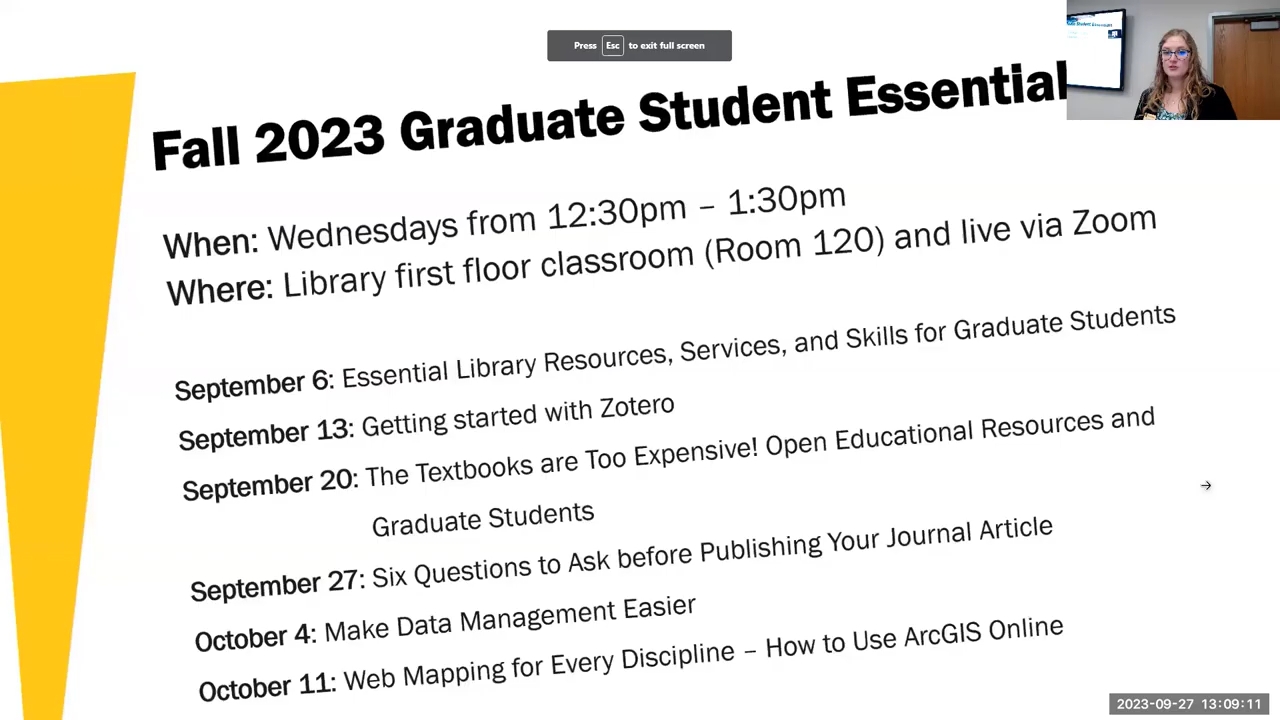 Press Esc to exit full screen
Fall 2023 Graduate Student Essential
When: Wednesdays from 12:30pm – 1:30pm
Where: Library first floor classroom (Room 120) and live via Zoom
September 6: Essential Library Resources, Services, and Skills for Graduate Students
September 13: Getting started with Zotero
September 20: The Textbooks are Too Expensive! Open Educational Resources and
Graduate Students
September 27: Six Questions to Ask before Publishing Your Journal Article
October 4: Make Data Management Easier
October 11: Web Mapping for Every Discipline – How to Use ArcGIS Online
2023-09-27 13:09:11